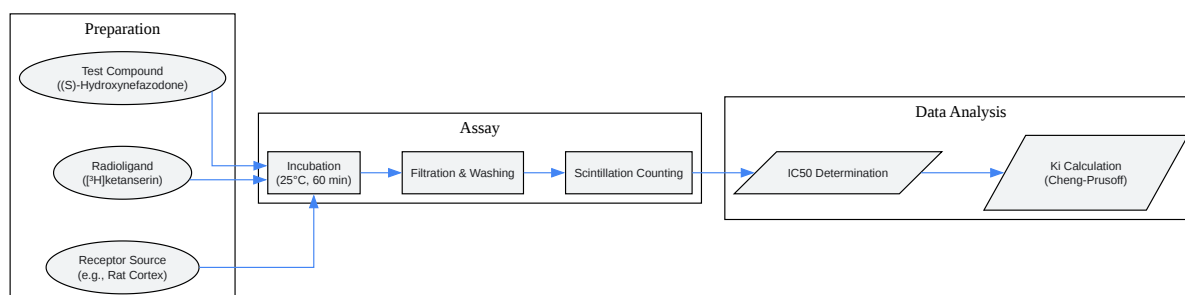 Preparation
Test Compound
((S)-Hydroxynefazodone)
Radioligand
([³H]ketanserin)
Receptor Source
(e.g., Rat Cortex)
Assay
Incubation
(25°C, 60 min)
Filtration & Washing
Scintillation Counting
Data Analysis
IC50 Determination
Ki Calculation
(Cheng-Prusoff)